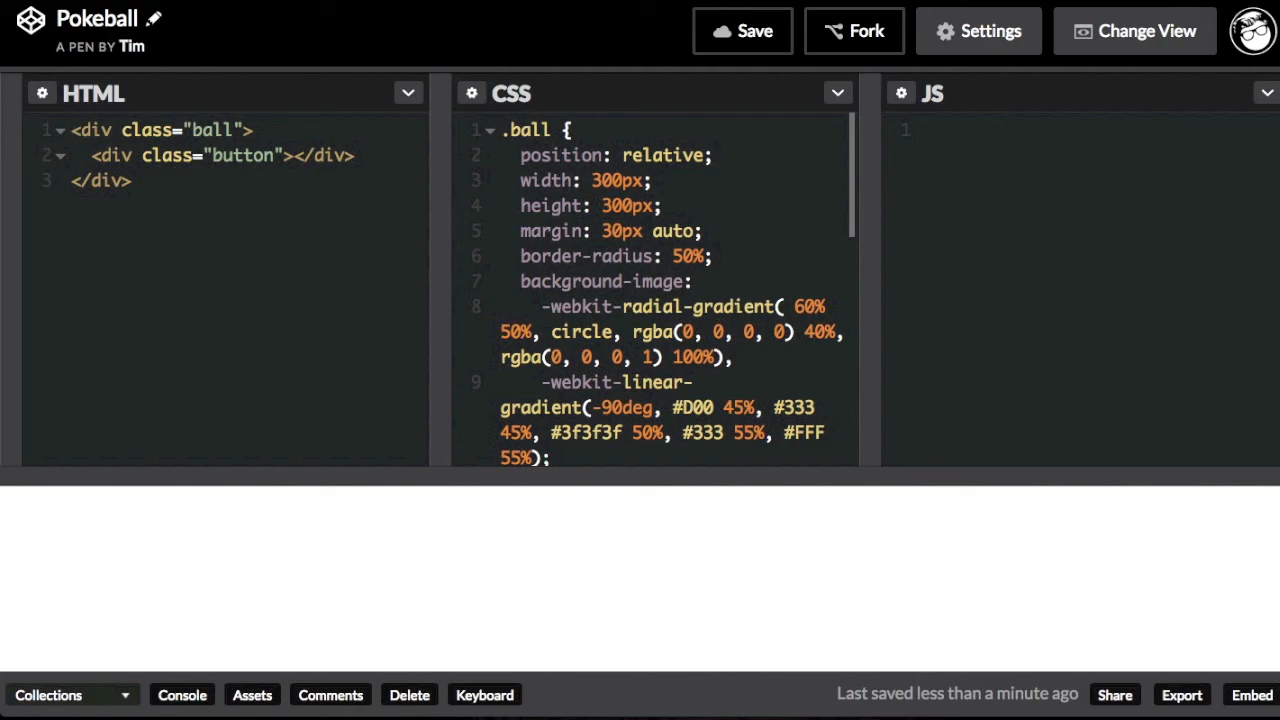 Pokeball
A PEN BY Tim
Save
Fork
Settings
Change View
HTML
1 <div class="ball">
2 <div class="button"></div>
3 </div>
CSS
1 .ball {
2 position: relative;
3 width: 300px;
4 height: 300px;
5 margin: 30px auto;
6 border-radius: 50%;
7 background-image:
8 -webkit-radial-gradient( 60%
50%, circle, rgba(0, 0, 0, 0) 40%,
rgba(0, 0, 0, 1) 100%),
9 -webkit-linear-
gradient(-90deg, #D00 45%, #333
45%, #3f3f3f 50%, #333 55%, #FFF
55%);
JS
1
Collections
Console
Assets
Comments
Delete
Keyboard
Last saved less than a minute ago
Share
Export
Embed